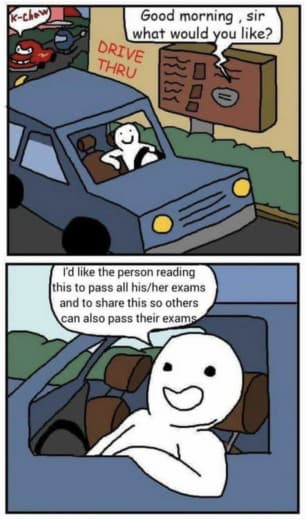 K-chow
Good morning , sir
what would you like?
DRIVE
THRU
I'd like the person reading
this to pass all his/her exams
and to share this so others
can also pass their exams